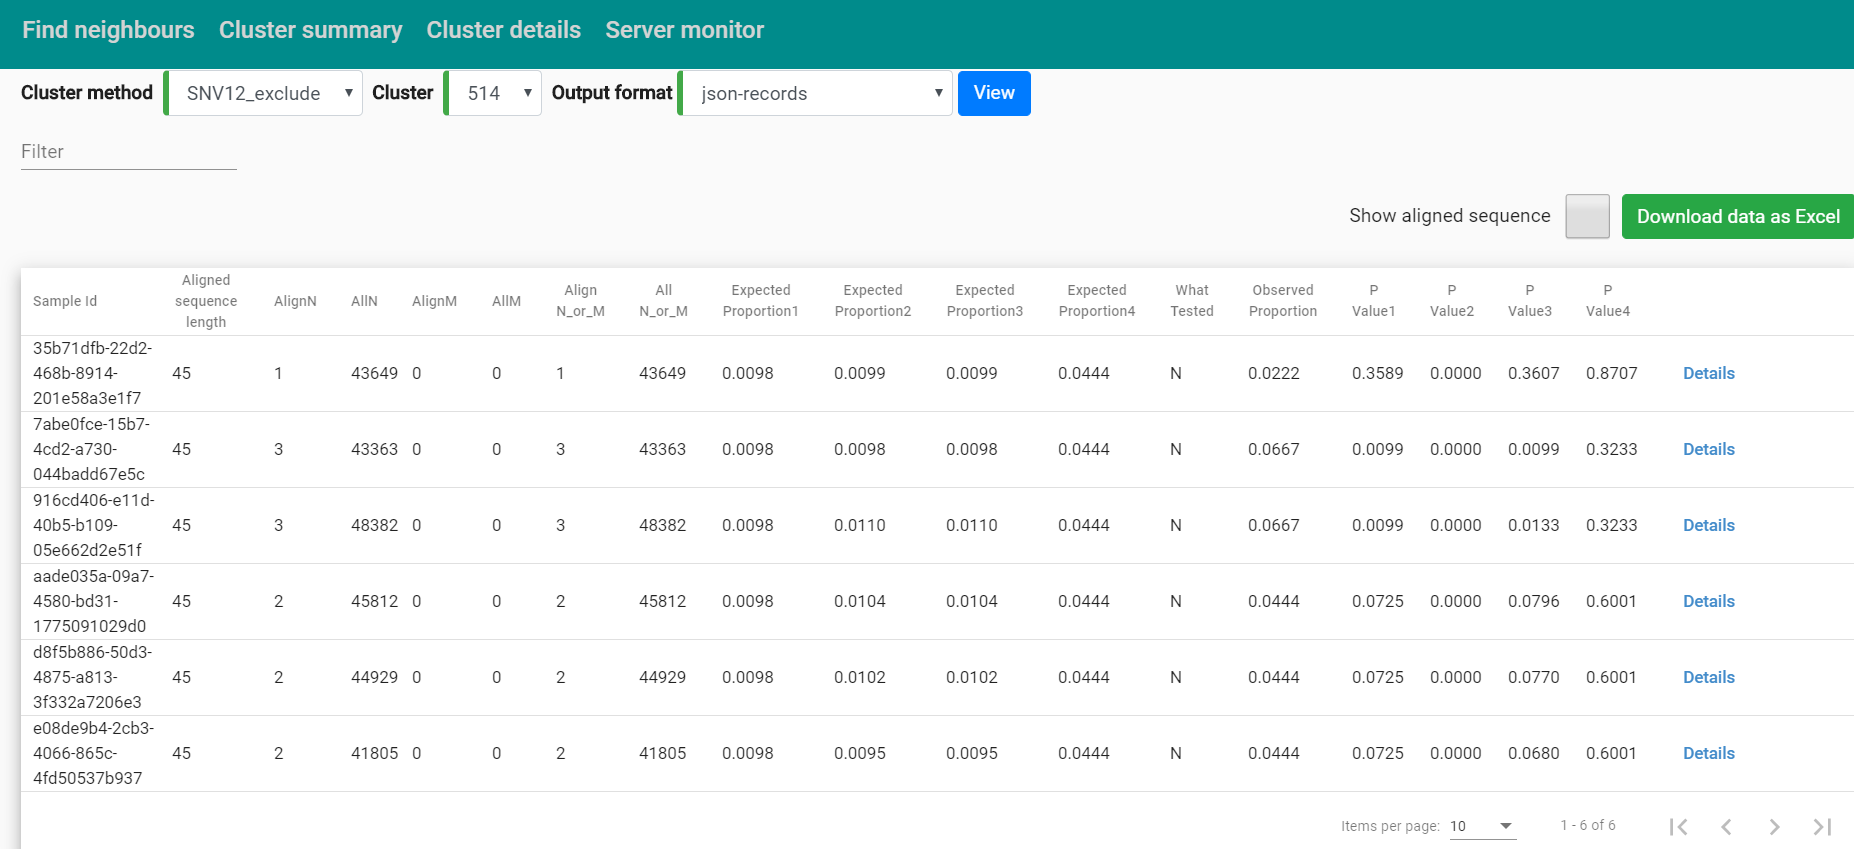 Find neighbours Cluster summary Cluster details Server monitor
Cluster method SNV12_exclude Cluster 514 Output format json-records View
Filter
Show aligned sequence Download data as Excel
Sample Id Aligned sequence length AlignN AllN AlignM AllM Align N_or_M All N_or_M Expected Proportion1 Expected Proportion2 Expected Proportion3 Expected Proportion4 What Tested Observed Proportion P Value1 P Value2 P Value3 P Value4
35b71dfb-22d2-
468b-8914- 45 1 43649 0 0 1 43649 0.0098 0.0099 0.0099 0.0444 N 0.0222 0.3589 0.0000 0.3607 0.8707 Details
201e58a3e1f7
7abe0fce-15b7-
4cd2-a730- 45 3 43363 0 0 3 43363 0.0098 0.0098 0.0098 0.0444 N 0.0667 0.0099 0.0000 0.0099 0.3233 Details
044badd67e5c
916cd406-e11d-
40b5-b109- 45 3 48382 0 0 3 48382 0.0098 0.0110 0.0110 0.0444 N 0.0667 0.0099 0.0000 0.0133 0.3233 Details
05e662d2e51f
aade035a-09a7-
4580-bd31- 45 2 45812 0 0 2 45812 0.0098 0.0104 0.0104 0.0444 N 0.0444 0.0725 0.0000 0.0796 0.6001 Details
1775091029d0
d8f5b886-50d3-
4875-a813- 45 2 44929 0 0 2 44929 0.0098 0.0102 0.0102 0.0444 N 0.0444 0.0725 0.0000 0.0770 0.6001 Details
3f332a7206e3
e08de9b4-2cb3-
4066-865c- 45 2 41805 0 0 2 41805 0.0098 0.0095 0.0095 0.0444 N 0.0444 0.0725 0.0000 0.0680 0.6001 Details
4fd50537b937
Items per page: 10 1 - 6 of 6